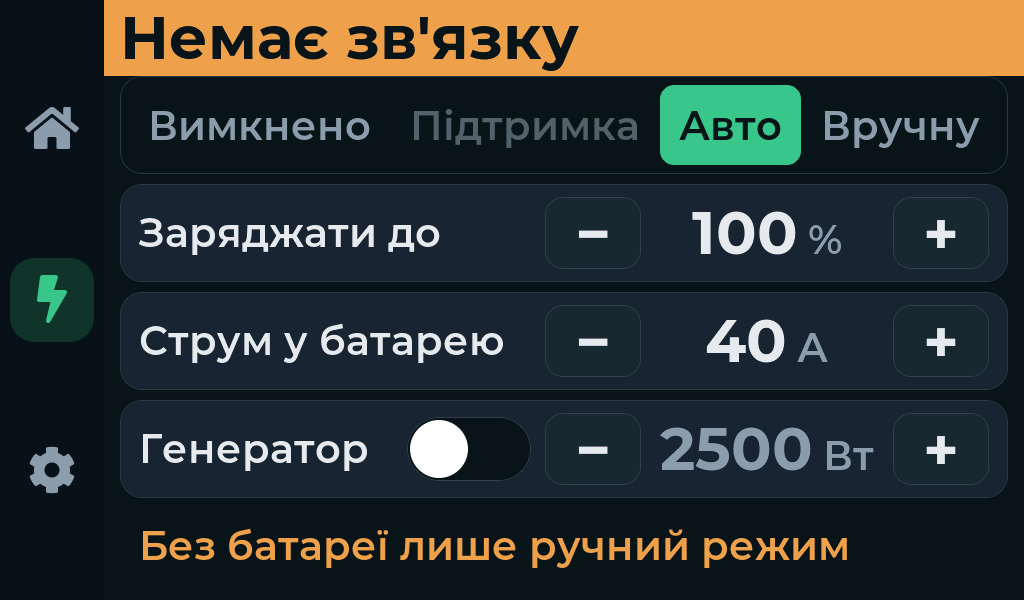 Немає зв'язку
Вимкнено Підтримка Авто Вручну
Заряджати до − 100 % +
Струм у батарею − 40 А +
Генератор − 2500 Вт +
Без батареї лише ручний режим